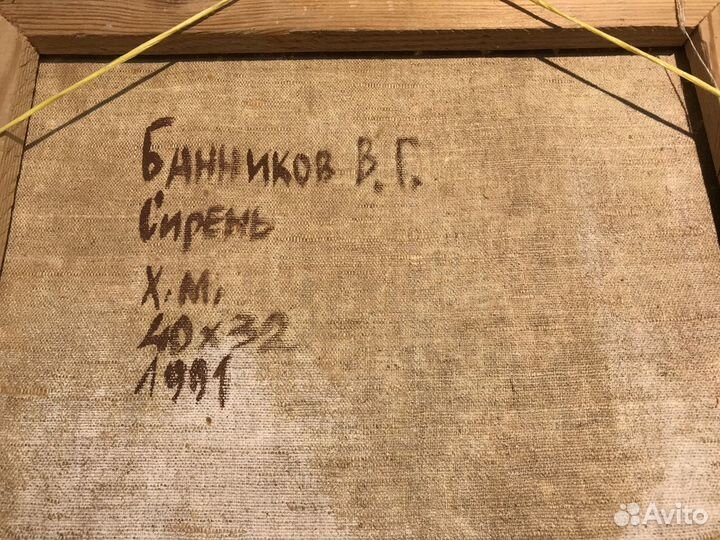 Банников В.Г.
Сирень
Х.М.
40х32
1991
Avito